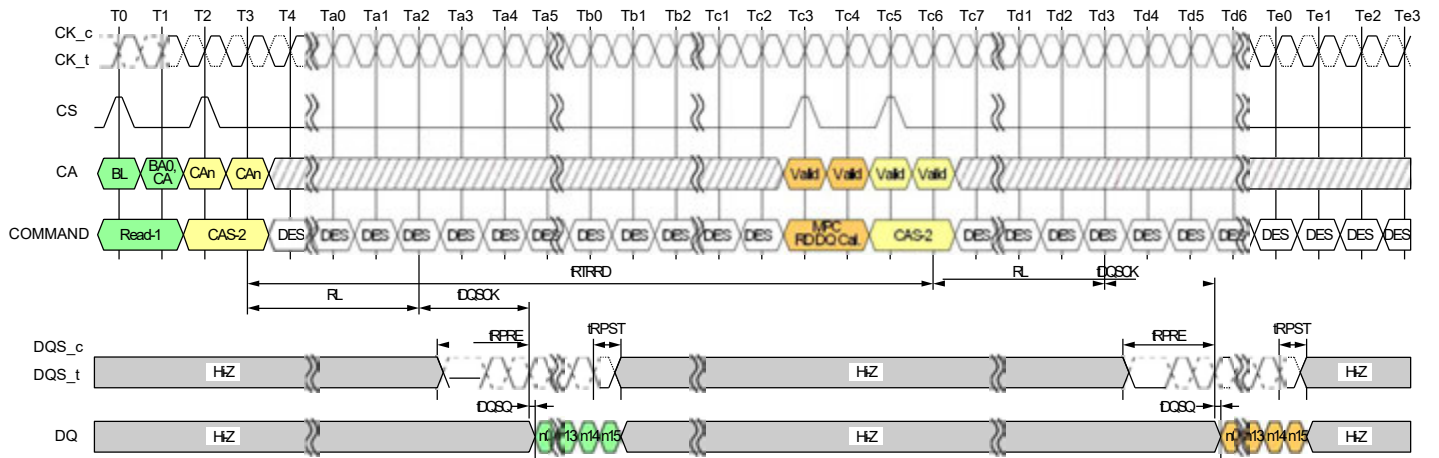 T0 T1 T2 T3 T4 Ta0 Ta1 Ta2 Ta3 Ta4 Ta5 Tb0 Tb1 Tb2 Tc1 Tc2 Tc3 Tc4 Tc5 Tc6 Tc7 Td1 Td2 Td3 Td4 Td5 Td6 Te0 Te1 Te2 Te3
CK_c
CK_t
CS
CA BL BA0, CA CAn CAn Valid Valid Valid Valid
COMMAND Read-1 CAS-2 DES DES DES DES DES DES DES DES DES DES DES DES MPC RD DQ Cal. CAS-2 DES DES DES DES DES DES DES DES DES DES DES
tRTRRD RL tDQSCK
RL tDQSCK
tRPRE tRPST tRPRE tRPST
DQS_c
DQS_t Hi-Z Hi-Z Hi-Z
tDQSQ tDQSQ
DQ Hi-Z n0 n13 n14 n15 Hi-Z n0 n13 n14 n15 Hi-Z